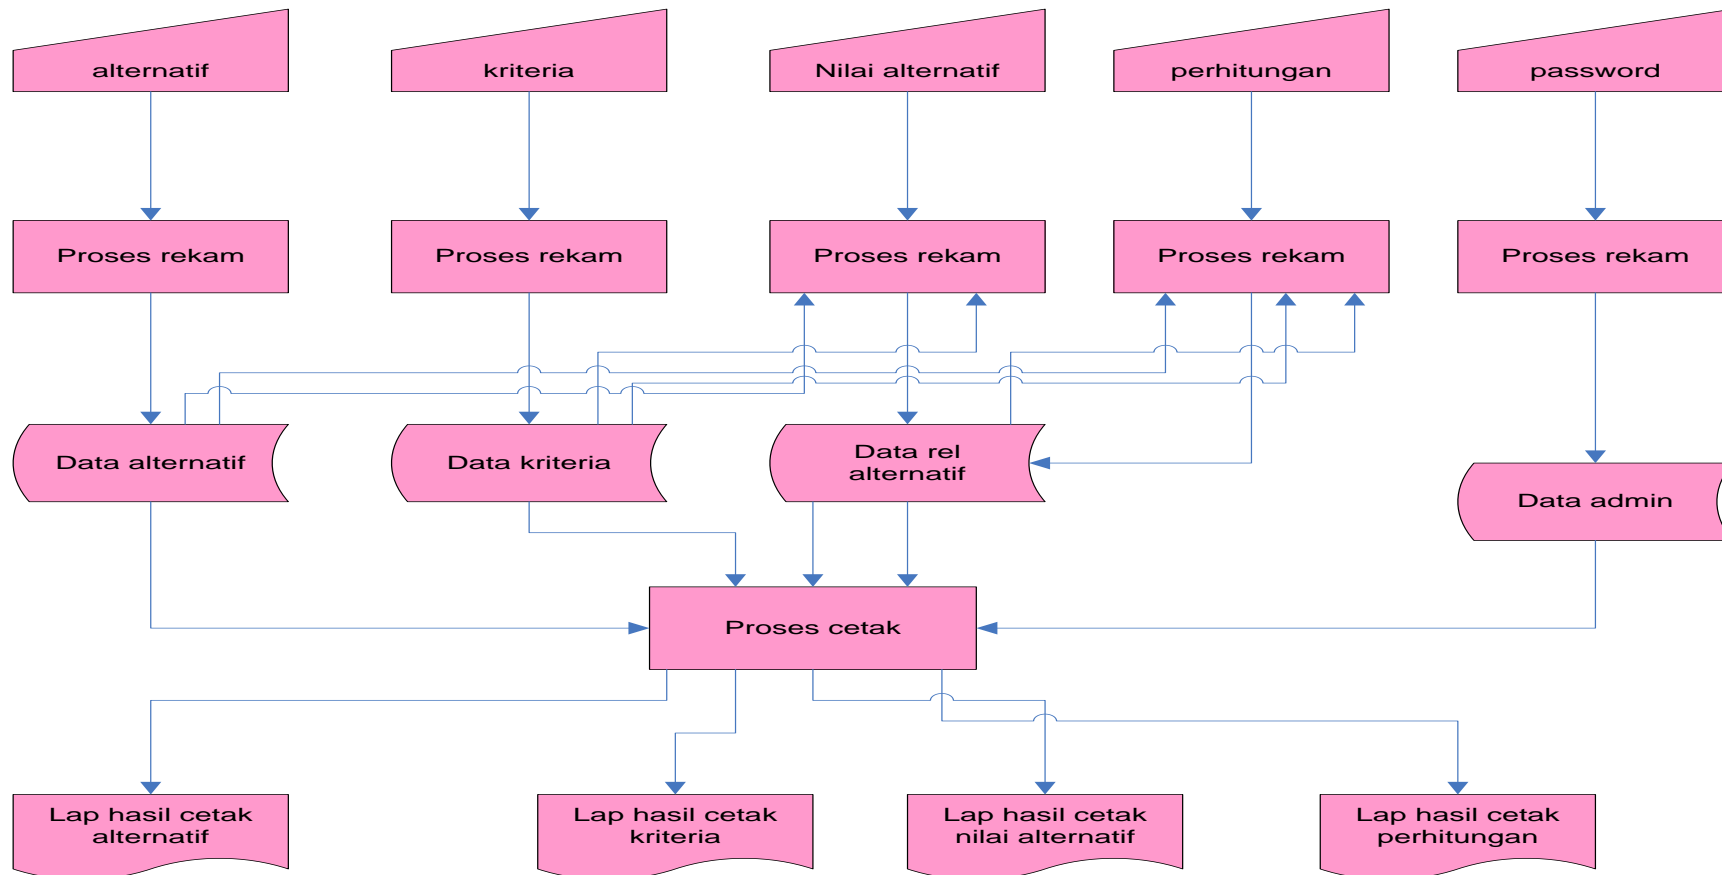 alternatif
kriteria
Nilai alternatif
perhitungan
password
Proses rekam
Proses rekam
Proses rekam
Proses rekam
Proses rekam
Data alternatif
Data kriteria
Data rel
alternatif
Data admin
Proses cetak
Lap hasil cetak
alternatif
Lap hasil cetak
kriteria
Lap hasil cetak
nilai alternatif
Lap hasil cetak
perhitungan